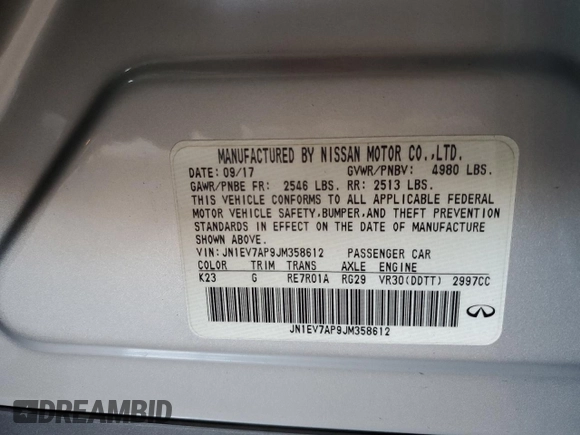 MANUFACTURED BY NISSAN MOTOR CO.,LTD.
DATE: 09/17 GVWR/PNBV: 4980 LBS.
GAWR/PNBE FR: 2546 LBS. RR: 2513 LBS.
THIS VEHICLE CONFORMS TO ALL APPLICABLE FEDERAL
MOTOR VEHICLE SAFETY,BUMPER,AND THEFT PREVENTION
STANDARDS IN EFFECT ON THE DATE OF MANUFACTURE
SHOWN ABOVE.
VIN: JN1EV7AP9JM358612 PASSENGER CAR
COLOR TRIM TRANS AXLE ENGINE
K23 G RE7R01A RG29 VR30(DDTT) 2997CC
JN1EV7AP9JM358612
DREAMBID